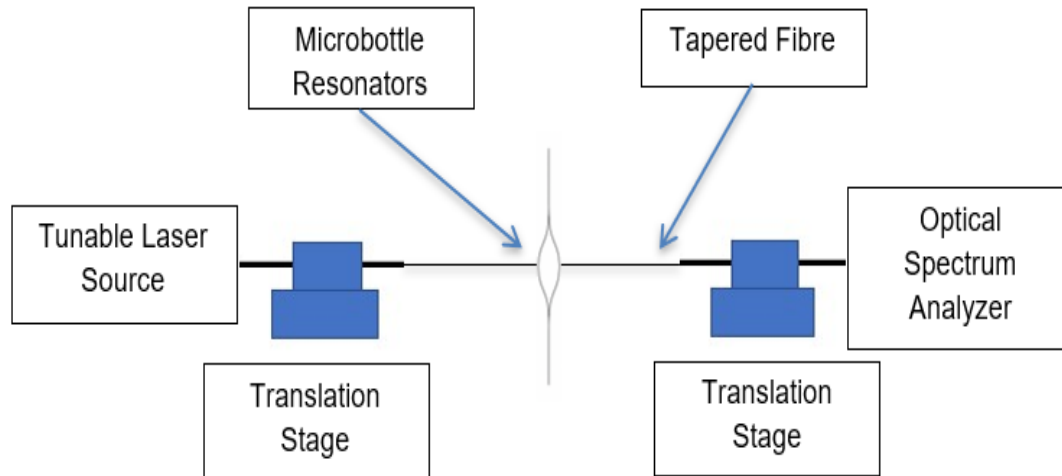 Microbottle
Resonators
Tapered Fibre
Tunable Laser
Source
Optical
Spectrum
Analyzer
Translation
Stage
Translation
Stage